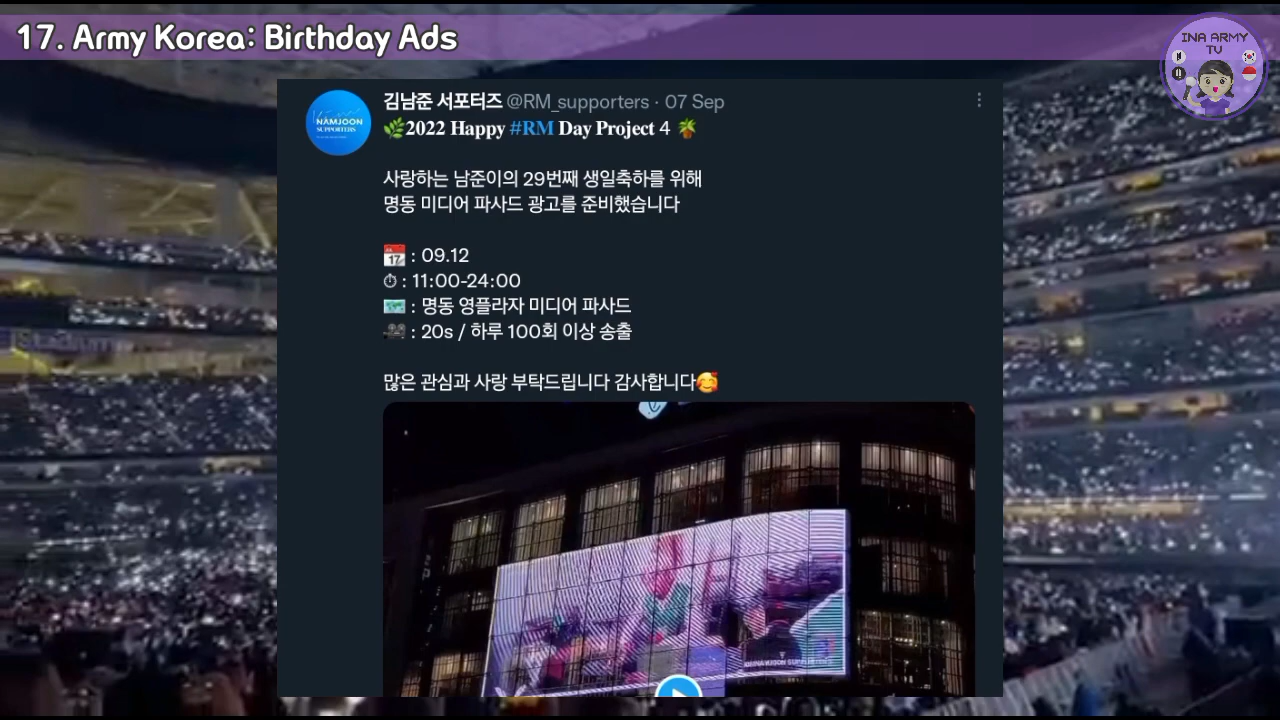 17. Army Korea: Birthday Ads
INA ARMY
TV
NAMJOON
SUPPORTERS
김남준 서포터즈 @RM_supporters · 07 Sep
🌿2022 Happy #RM Day Project 4 🪴
사랑하는 남준이의 29번째 생일축하를 위해
명동 미디어 파사드 광고를 준비했습니다
📅 : 09.12
⏱ : 11:00-24:00
🗺️ : 명동 영플라자 미디어 파사드
🎥 : 20s / 하루 100회 이상 송출
많은 관심과 사랑 부탁드립니다 감사합니다🥰
Stadium